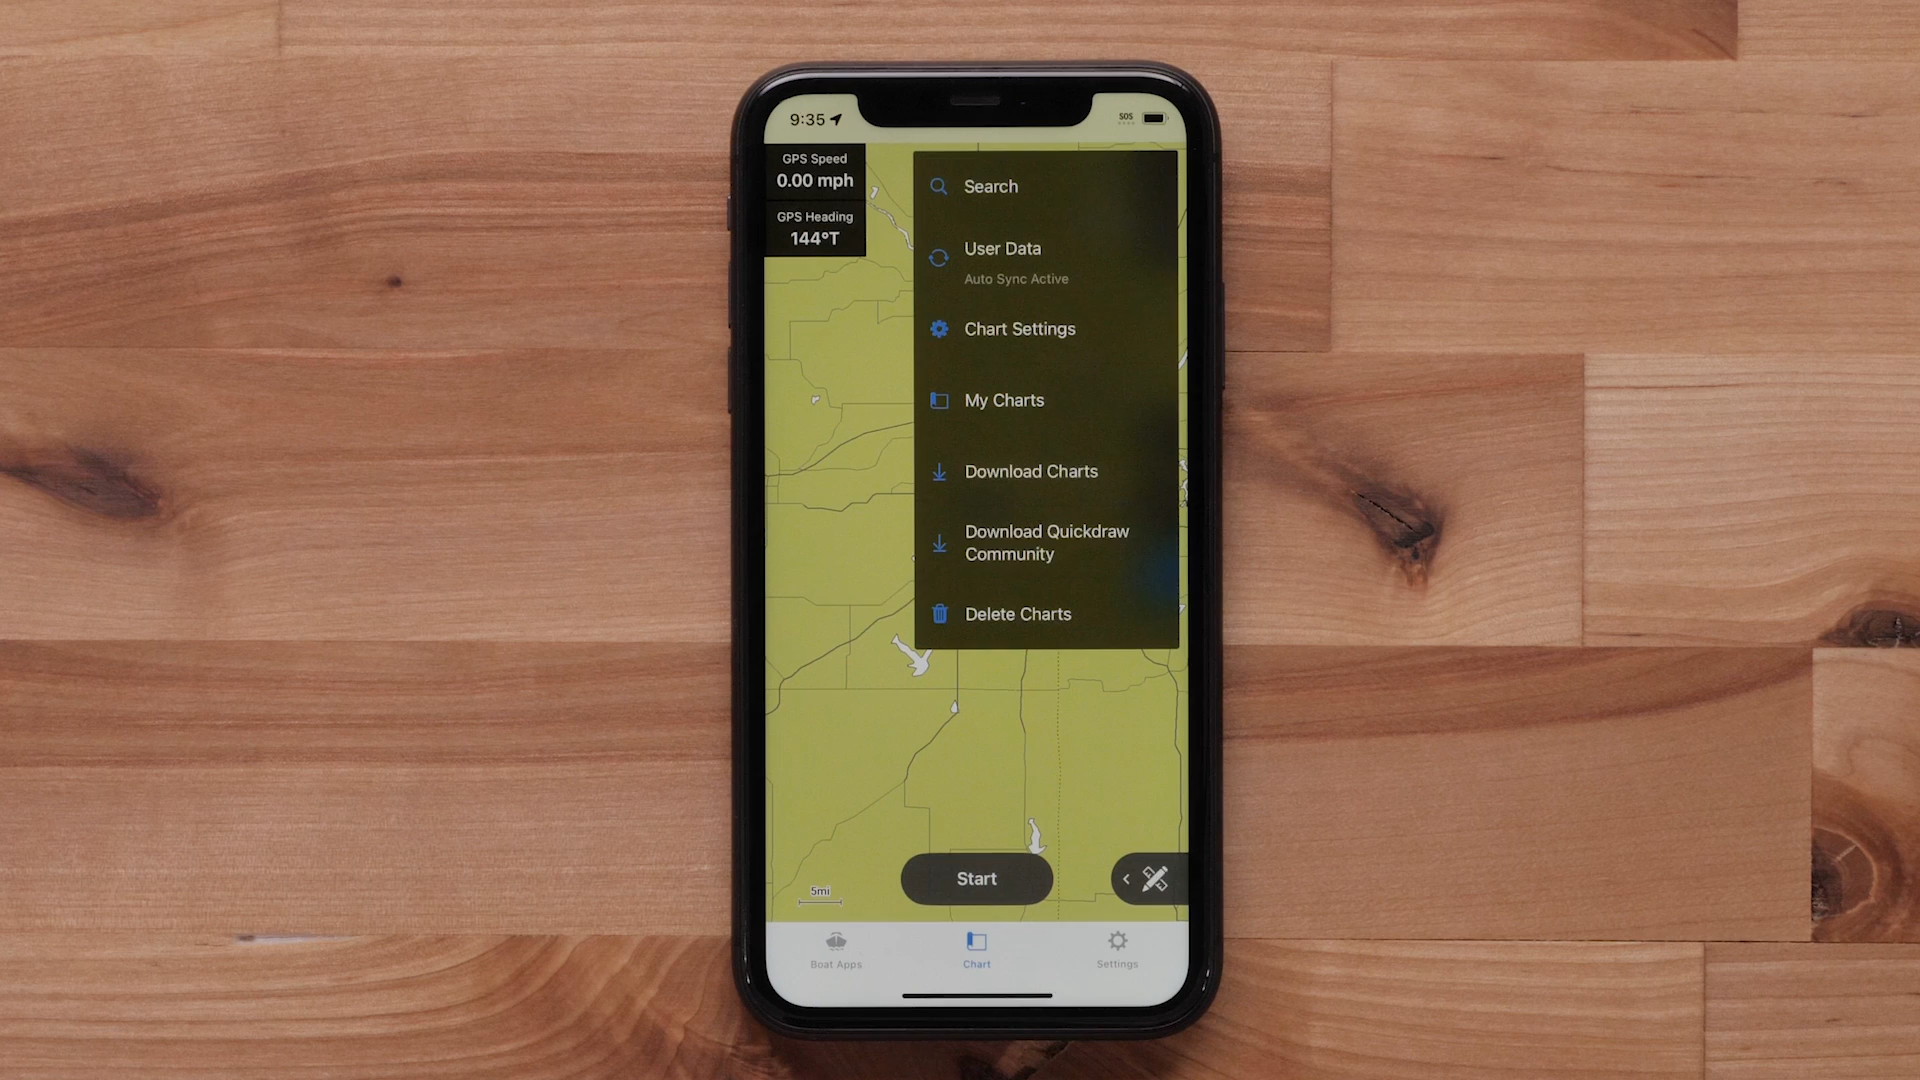 9:35
SOS
GPS Speed
0.00 mph
GPS Heading
144°T
Search
User Data
Auto Sync Active
Chart Settings
My Charts
Download Charts
Download Quickdraw
Community
Delete Charts
Start
5mi
Boat Apps
Chart
Settings